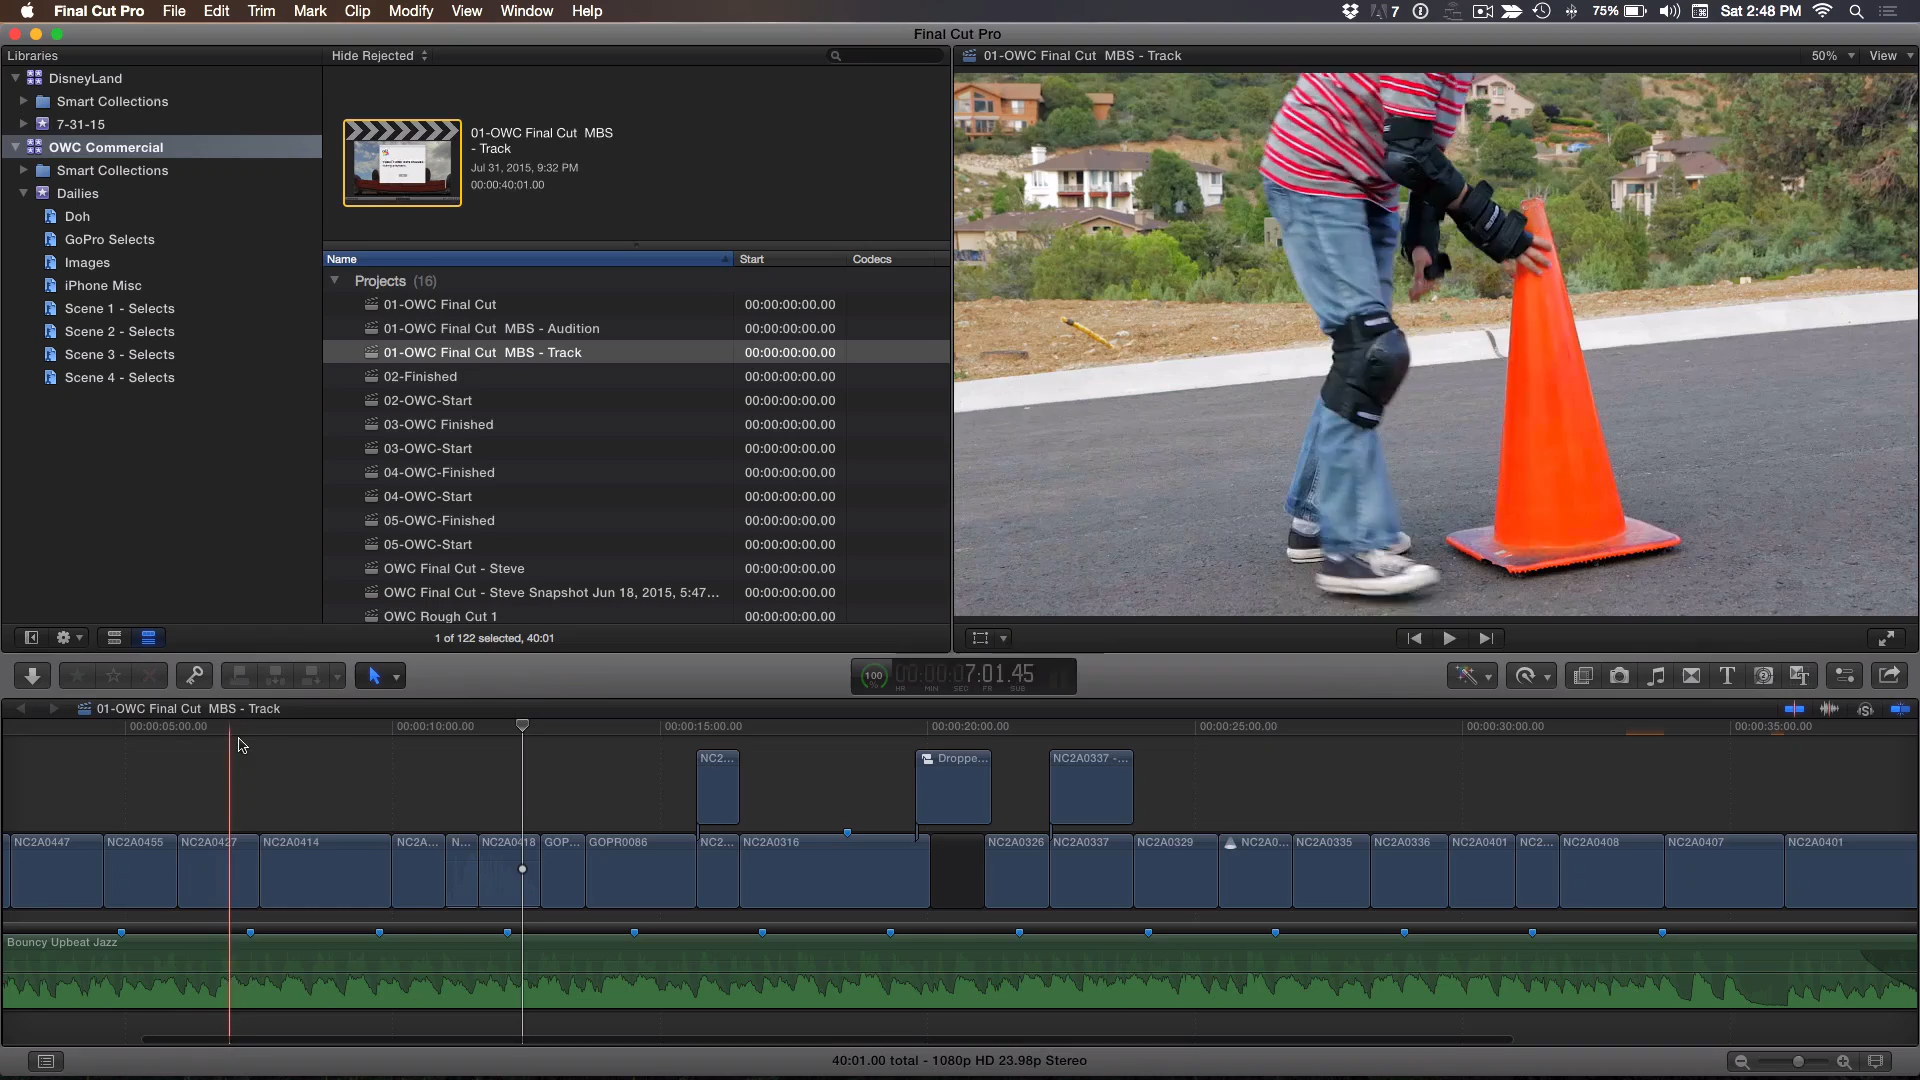 Final Cut Pro File Edit Trim Mark Clip Modify View Window Help 7 75% Sat 2:48 PM
Final Cut Pro
Libraries
Hide Rejected
01-OWC Final Cut  MBS - Track
50% View
DisneyLand
Smart Collections
7-31-15
OWC Commercial
Smart Collections
Dailies
Doh
GoPro Selects
Images
iPhone Misc
Scene 1 - Selects
Scene 2 - Selects
Scene 3 - Selects
Scene 4 - Selects
01-OWC Final Cut  MBS
- Track
Jul 31, 2015, 9:32 PM
00:00:40:01.00
Name Start Codecs
Projects (16)
01-OWC Final Cut 00:00:00:00.00
01-OWC Final Cut  MBS - Audition 00:00:00:00.00
01-OWC Final Cut  MBS - Track 00:00:00:00.00
02-Finished 00:00:00:00.00
02-OWC-Start 00:00:00:00.00
03-OWC Finished 00:00:00:00.00
03-OWC-Start 00:00:00:00.00
04-OWC-Finished 00:00:00:00.00
04-OWC-Start 00:00:00:00.00
05-OWC-Finished 00:00:00:00.00
05-OWC-Start 00:00:00:00.00
OWC Final Cut - Steve 00:00:00:00.00
OWC Final Cut - Steve Snapshot Jun 18, 2015, 5:47... 00:00:00:00.00
OWC Rough Cut 1 00:00:00:00.00
1 of 122 selected, 40:01
100 % 00:00:07:01.45
HR MIN SEC FR SUB
01-OWC Final Cut  MBS - Track
00:00:05:00.00 00:00:10:00.00 00:00:15:00.00 00:00:20:00.00 00:00:25:00.00 00:00:30:00.00 00:00:35:00.00
NC2... Droppe... NC2A0337 -...
NC2A0447 NC2A0455 NC2A0427 NC2A0414 NC2A... N... NC2A0418 GOP... GOPR0086 NC2... NC2A0316 NC2A0326 NC2A0337 NC2A0329 NC2A0... NC2A0335 NC2A0336 NC2A0401 NC2... NC2A0408 NC2A0407 NC2A0401
Bouncy Upbeat Jazz
40:01.00 total - 1080p HD 23.98p Stereo